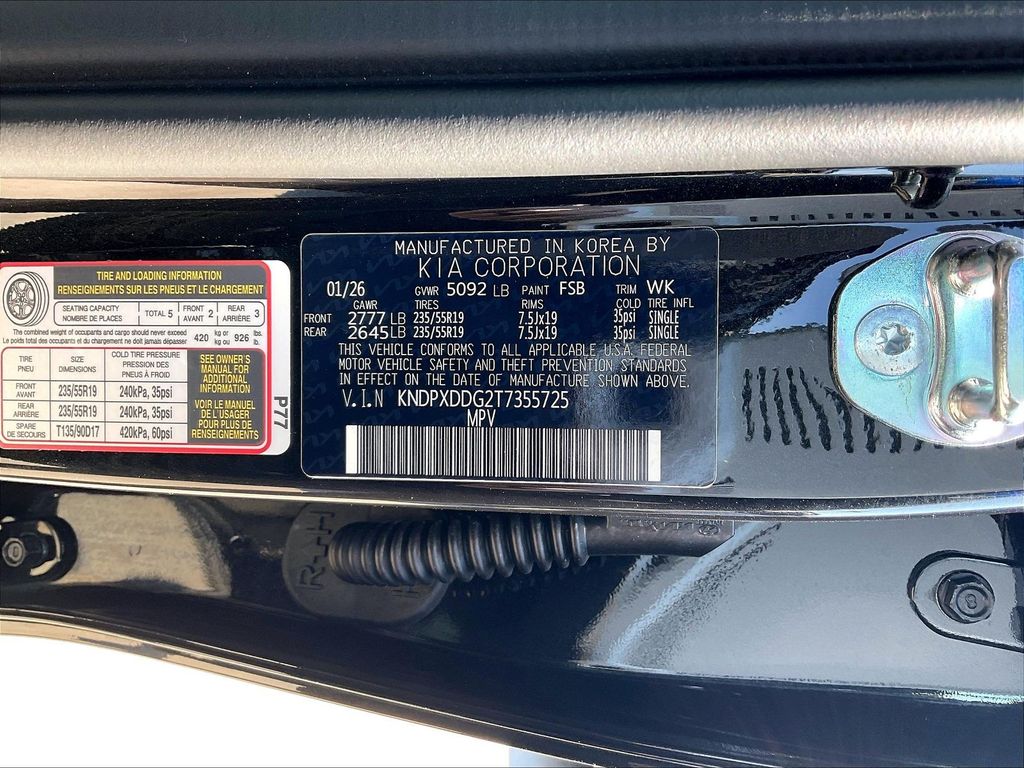 TIRE AND LOADING INFORMATION
RENSEIGNEMENTS SUR LES PNEUS ET LE CHARGEMENT
SEATING CAPACITY
NOMBRE DE PLACES
TOTAL 5
FRONT
AVANT 2
REAR
ARRIÈRE 3
The combined weight of occupants and cargo should never exceed
Le poids total des occupants et du chargement ne doit jamais dépasser
420 kg or
kg ou 926 lbs.
lb.
TIRE
PNEU
SIZE
DIMENSIONS
COLD TIRE PRESSURE
PRESSION DES
PNEUS À FROID
FRONT
AVANT
235/55R19
240kPa, 35psi
REAR
ARRIÈRE
235/55R19
240kPa, 35psi
SPARE
DE SECOURS
T135/90D17
420kPa, 60psi
SEE OWNER'S
MANUAL FOR
ADDITIONAL
INFORMATION
VOIR LE MANUEL
DE L'USAGER
POUR PLUS DE
RENSEIGNEMENTS
P77
MANUFACTURED IN KOREA BY
KIA CORPORATION
01/26 GVWR 5092 LB PAINT FSB TRIM WK
GAWR TIRES RIMS COLD TIRE INFL
FRONT 2777 LB 235/55R19 7.5Jx19 35psi SINGLE
REAR 2645 LB 235/55R19 7.5Jx19 35psi SINGLE
THIS VEHICLE CONFORMS TO ALL APPLICABLE U.S.A. FEDERAL
MOTOR VEHICLE SAFETY AND THEFT PREVENTION STANDARDS
IN EFFECT ON THE DATE OF MANUFACTURE SHOWN ABOVE.
V.I.N KNDPXDDG2T7355725
MPV
R-H